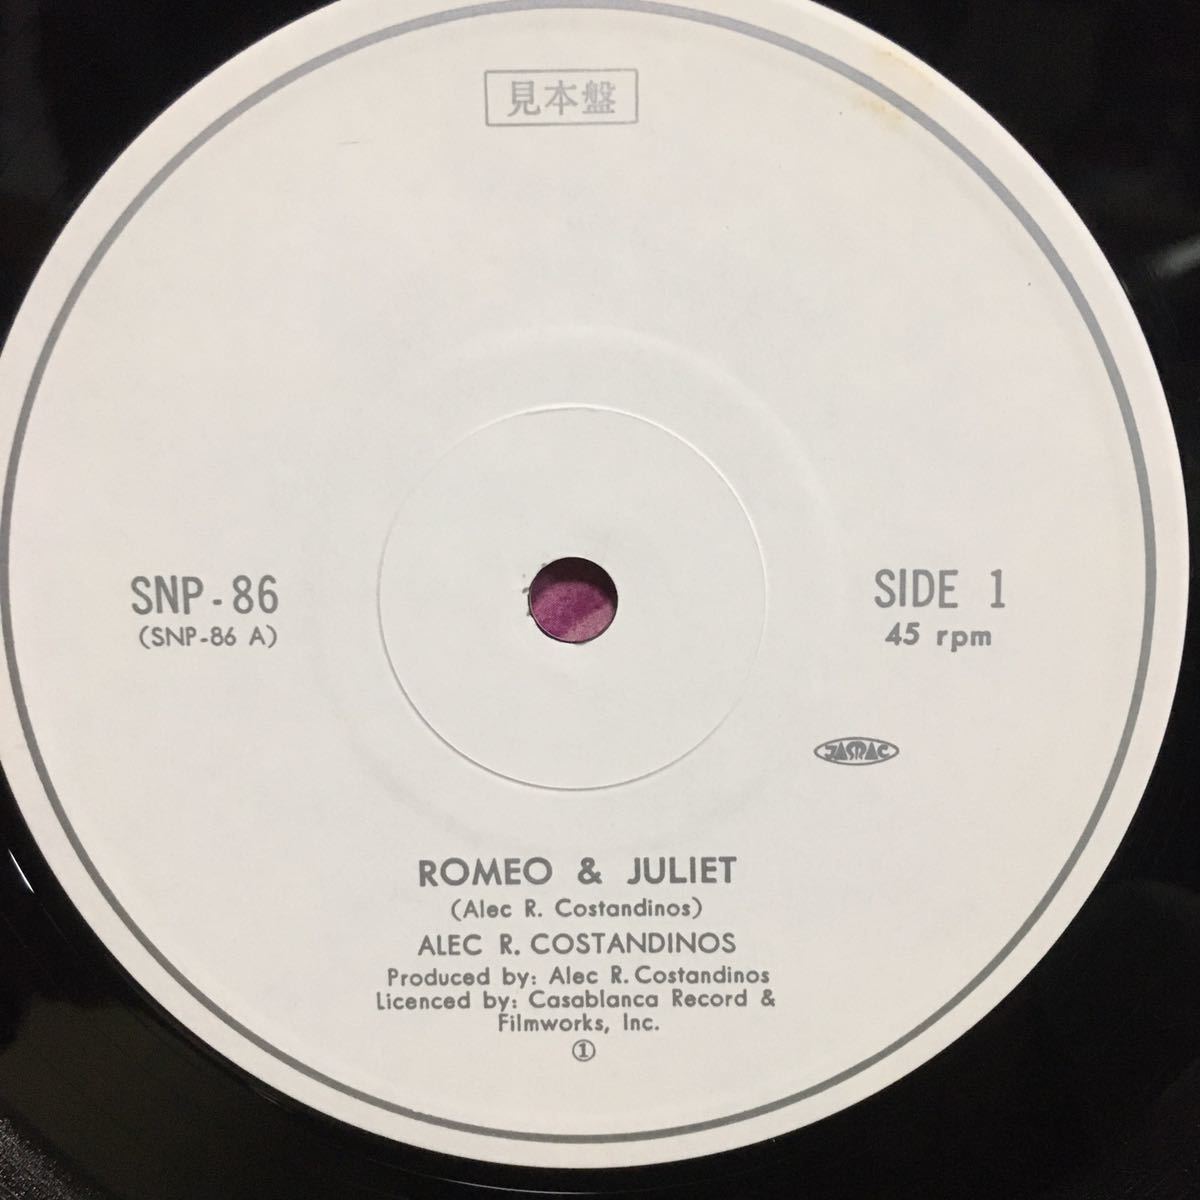 見本盤
SNP-86
(SNP-86 A)
SIDE 1
45 rpm
JASRAC
ROMEO & JULIET
(Alec R. Costandinos)
ALEC R. COSTANDINOS
Produced by: Alec R. Costandinos
Licenced by: Casablanca Record &
Filmworks, Inc.
①